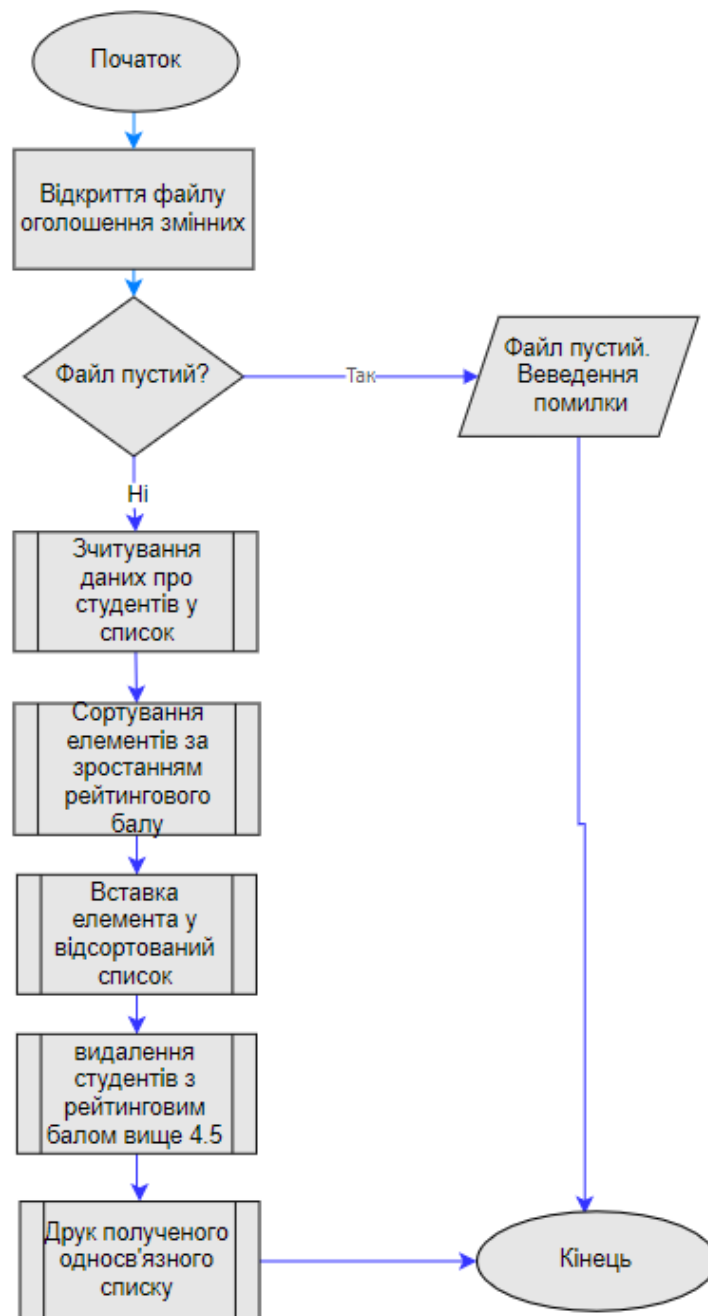 Початок
Відкриття файлу
оголошення змінних
Файл пустий?
Так
Файл пустий.
Веведення
помилки
Ні
Зчитування
даних про
студентів у
список
Сортування
елементів за
зростанням
рейтингового
балу
Вставка
елемента у
відсортований
список
видалення
студентів з
рейтинговим
балом вище 4.5
Друк полученого
односв'язного
списку
Кінець